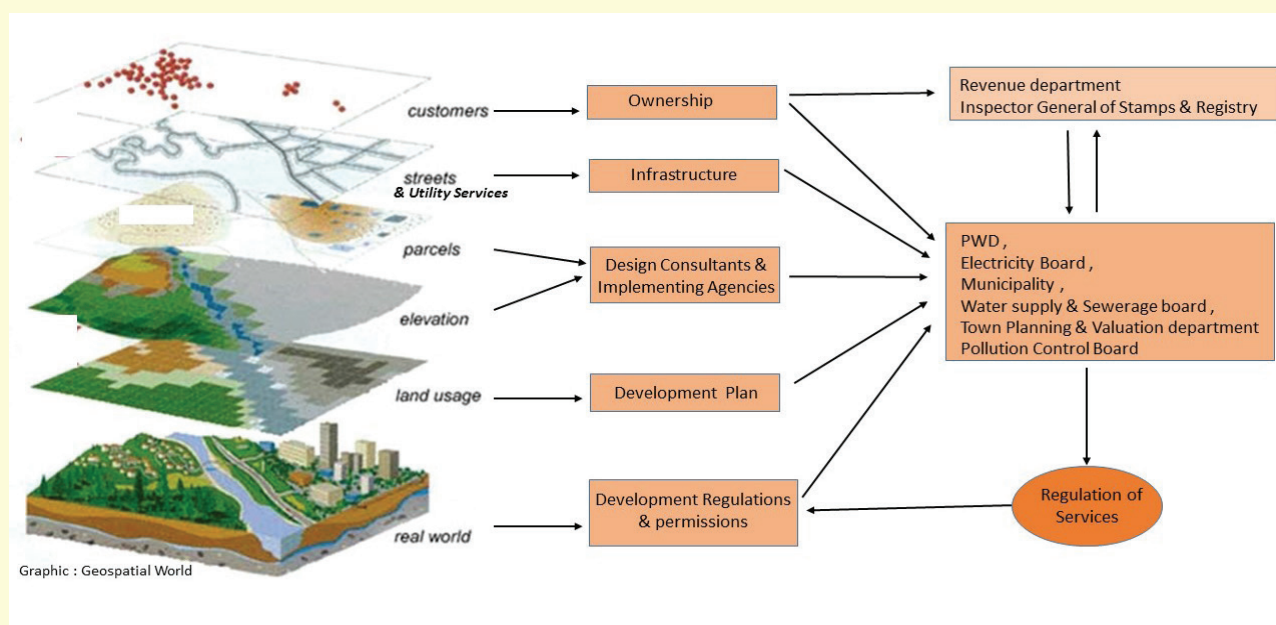 customers
Ownership
Revenue department
Inspector General of Stamps & Registry
streets
& Utility Services
Infrastructure
parcels
elevation
Design Consultants &
Implementing Agencies
PWD ,
Electricity Board ,
Municipality ,
Water supply & Sewerage board ,
Town Planning & Valuation department
Pollution Control Board
land usage
Development Plan
real world
Development Regulations
& permissions
Regulation of
Services
Graphic : Geospatial World